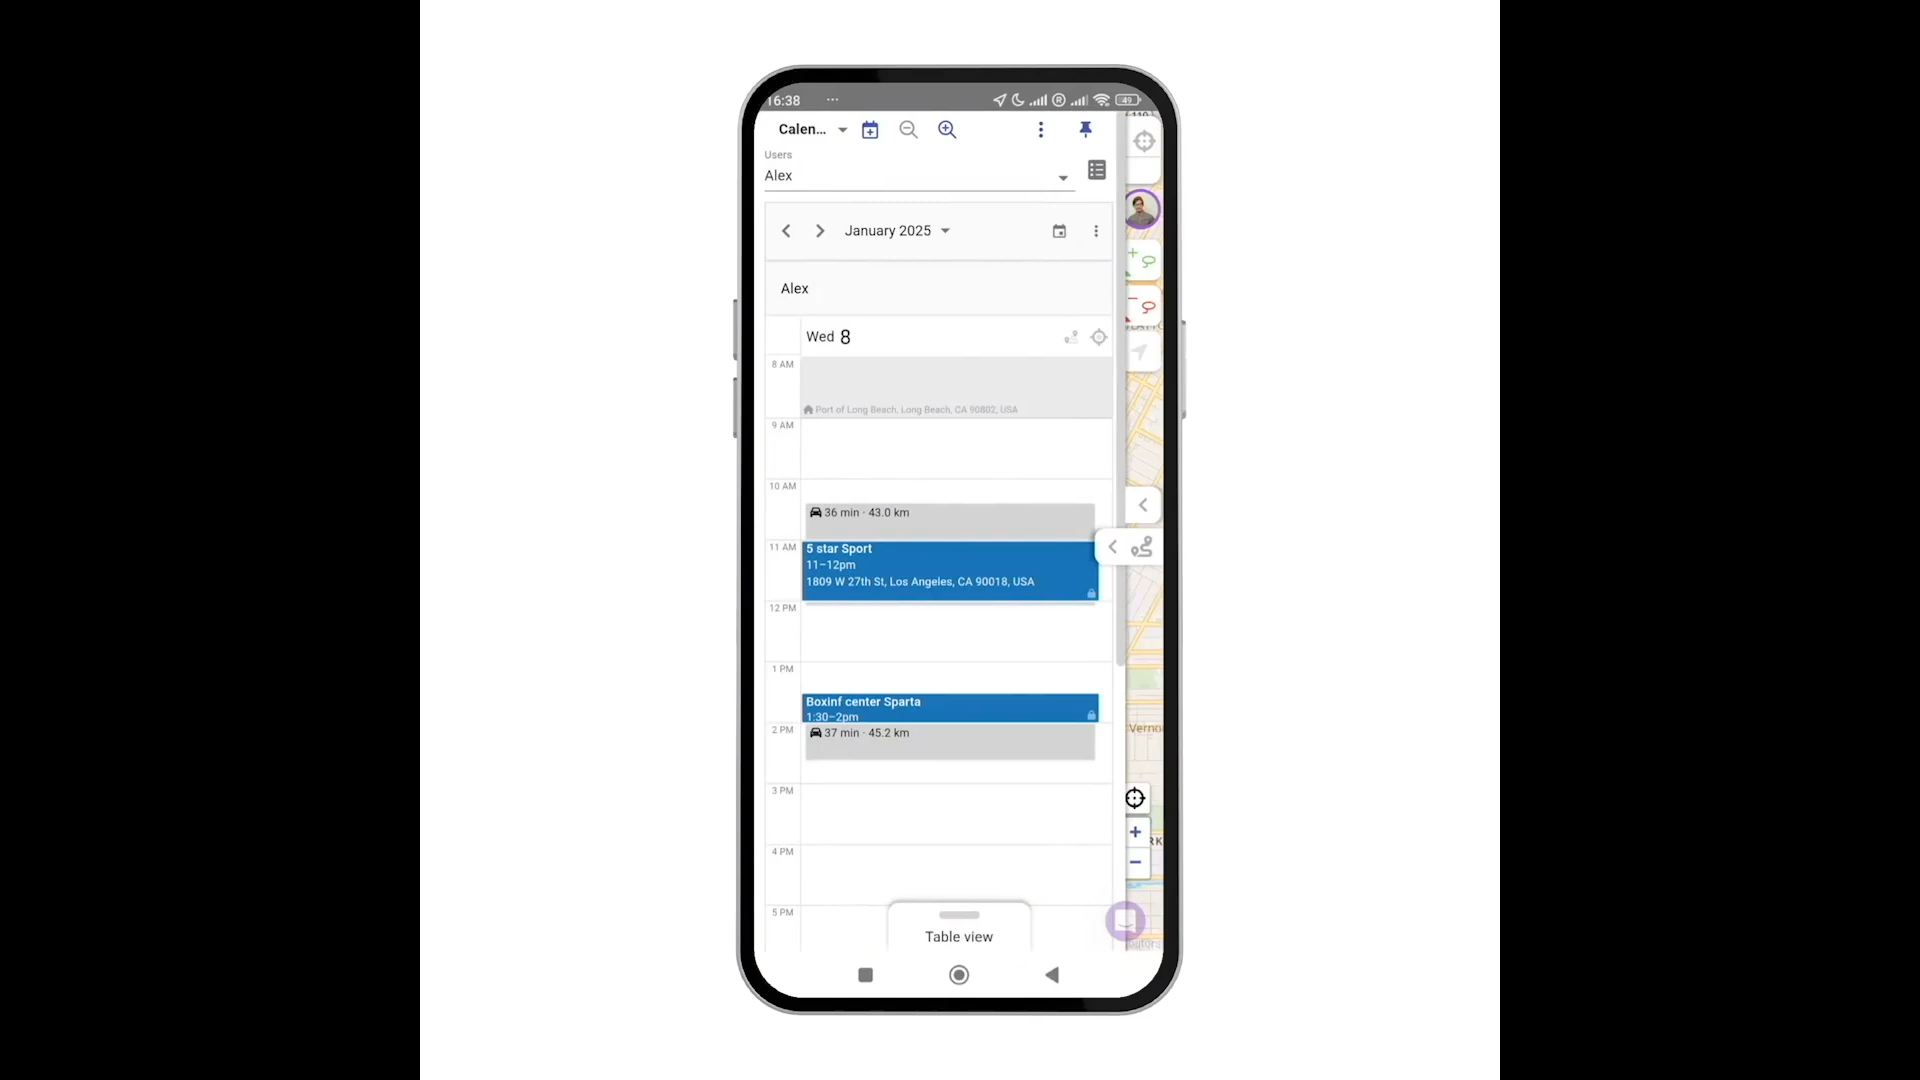 16:38
49
Calen...
Users
Alex
January 2025
Alex
Wed 8
8 AM
Port of Long Beach, Long Beach, CA 90802, USA
9 AM
10 AM
36 min · 43.0 km
11 AM
5 star Sport
11–12pm
1809 W 27th St, Los Angeles, CA 90018, USA
12 PM
1 PM
Boxinf center Sparta
1:30–2pm
2 PM
37 min · 45.2 km
Verno
3 PM
4 PM
5 PM
Table view